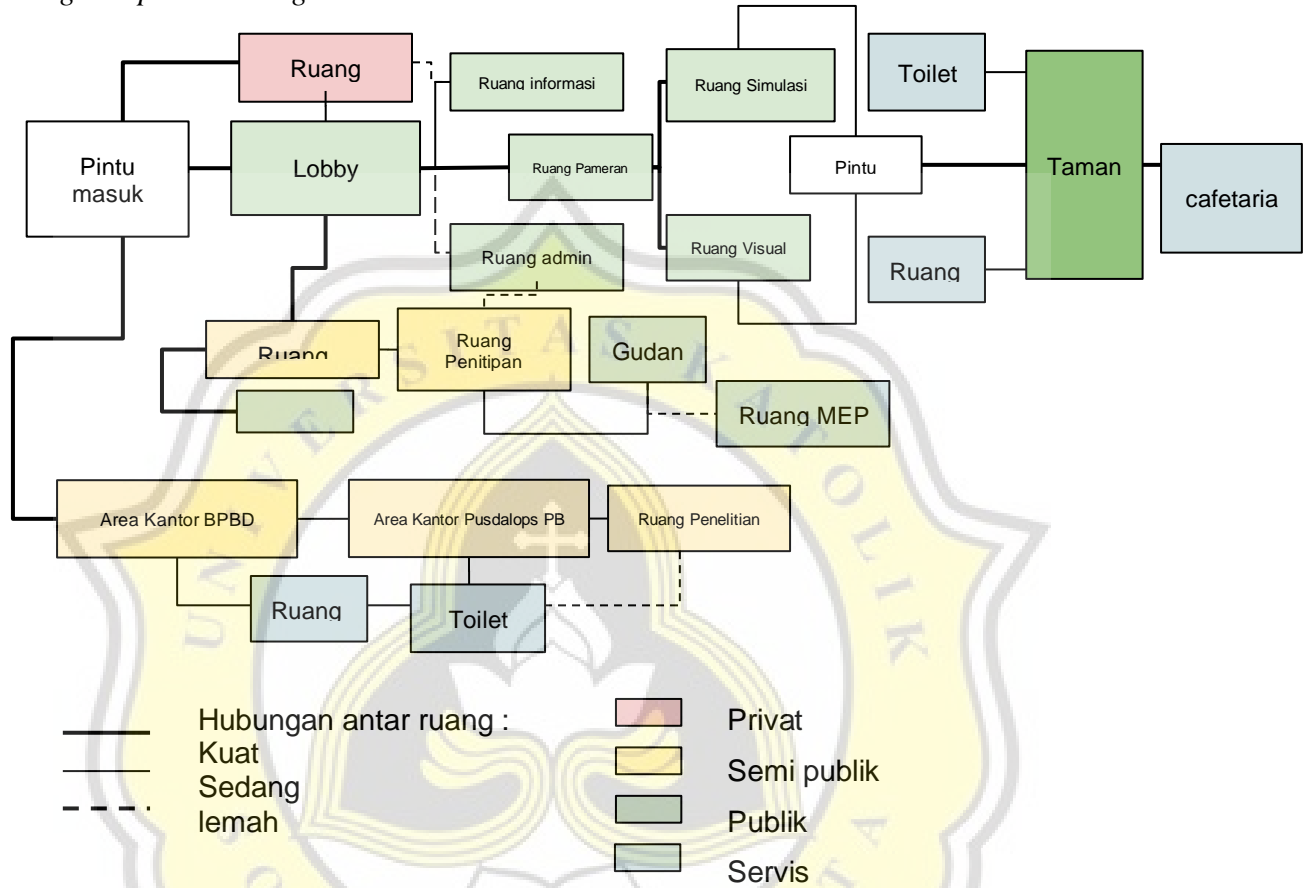 Ruang
Ruang informasi
Ruang Simulasi
Toilet
Pintu
masuk
Lobby
Ruang Pameran
Pintu
Taman
cafetaria
Ruang admin
Ruang Visual
Ruang
Ruang
Ruang
Penitipan
Gudan
Ruang MEP
Area Kantor BPBD
Area Kantor Pusdalops PB
Ruang Penelitian
Ruang
Toilet
Hubungan antar ruang :
Kuat
Sedang
lemah
Privat
Semi publik
Publik
Servis
UNIVERSITAS KATOLIK